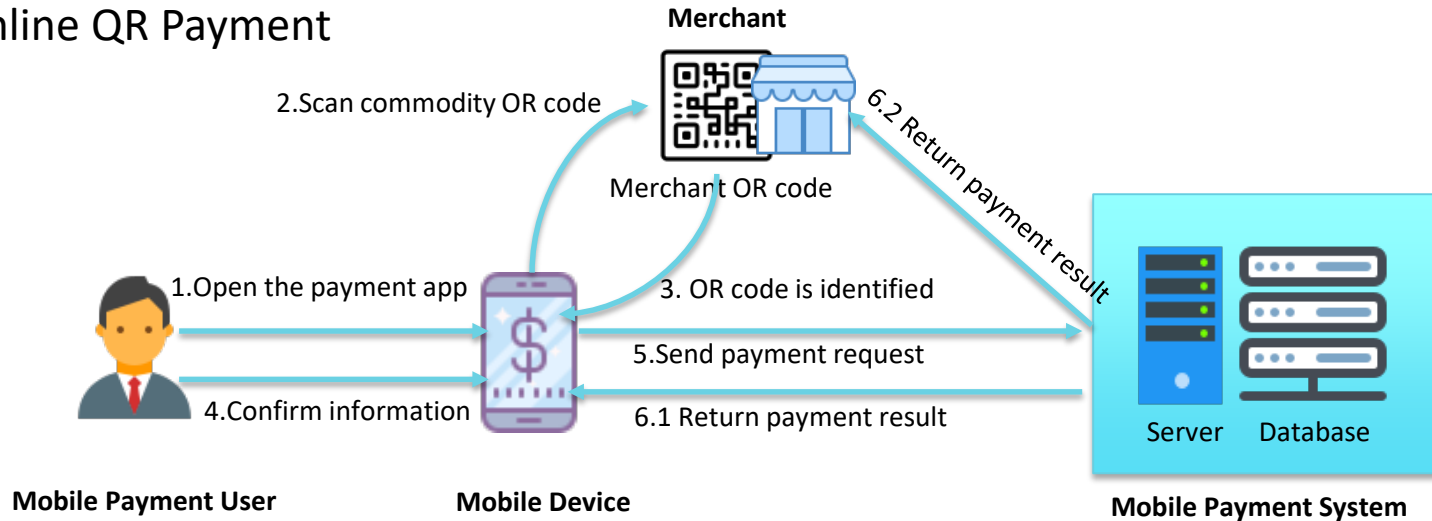 nline QR Payment
Merchant
2.Scan commodity OR code
6.2 Return payment result
Merchant OR code
1.Open the payment app
3. OR code is identified
5.Send payment request
4.Confirm information
6.1 Return payment result
Server Database
Mobile Payment User
Mobile Device
Mobile Payment System